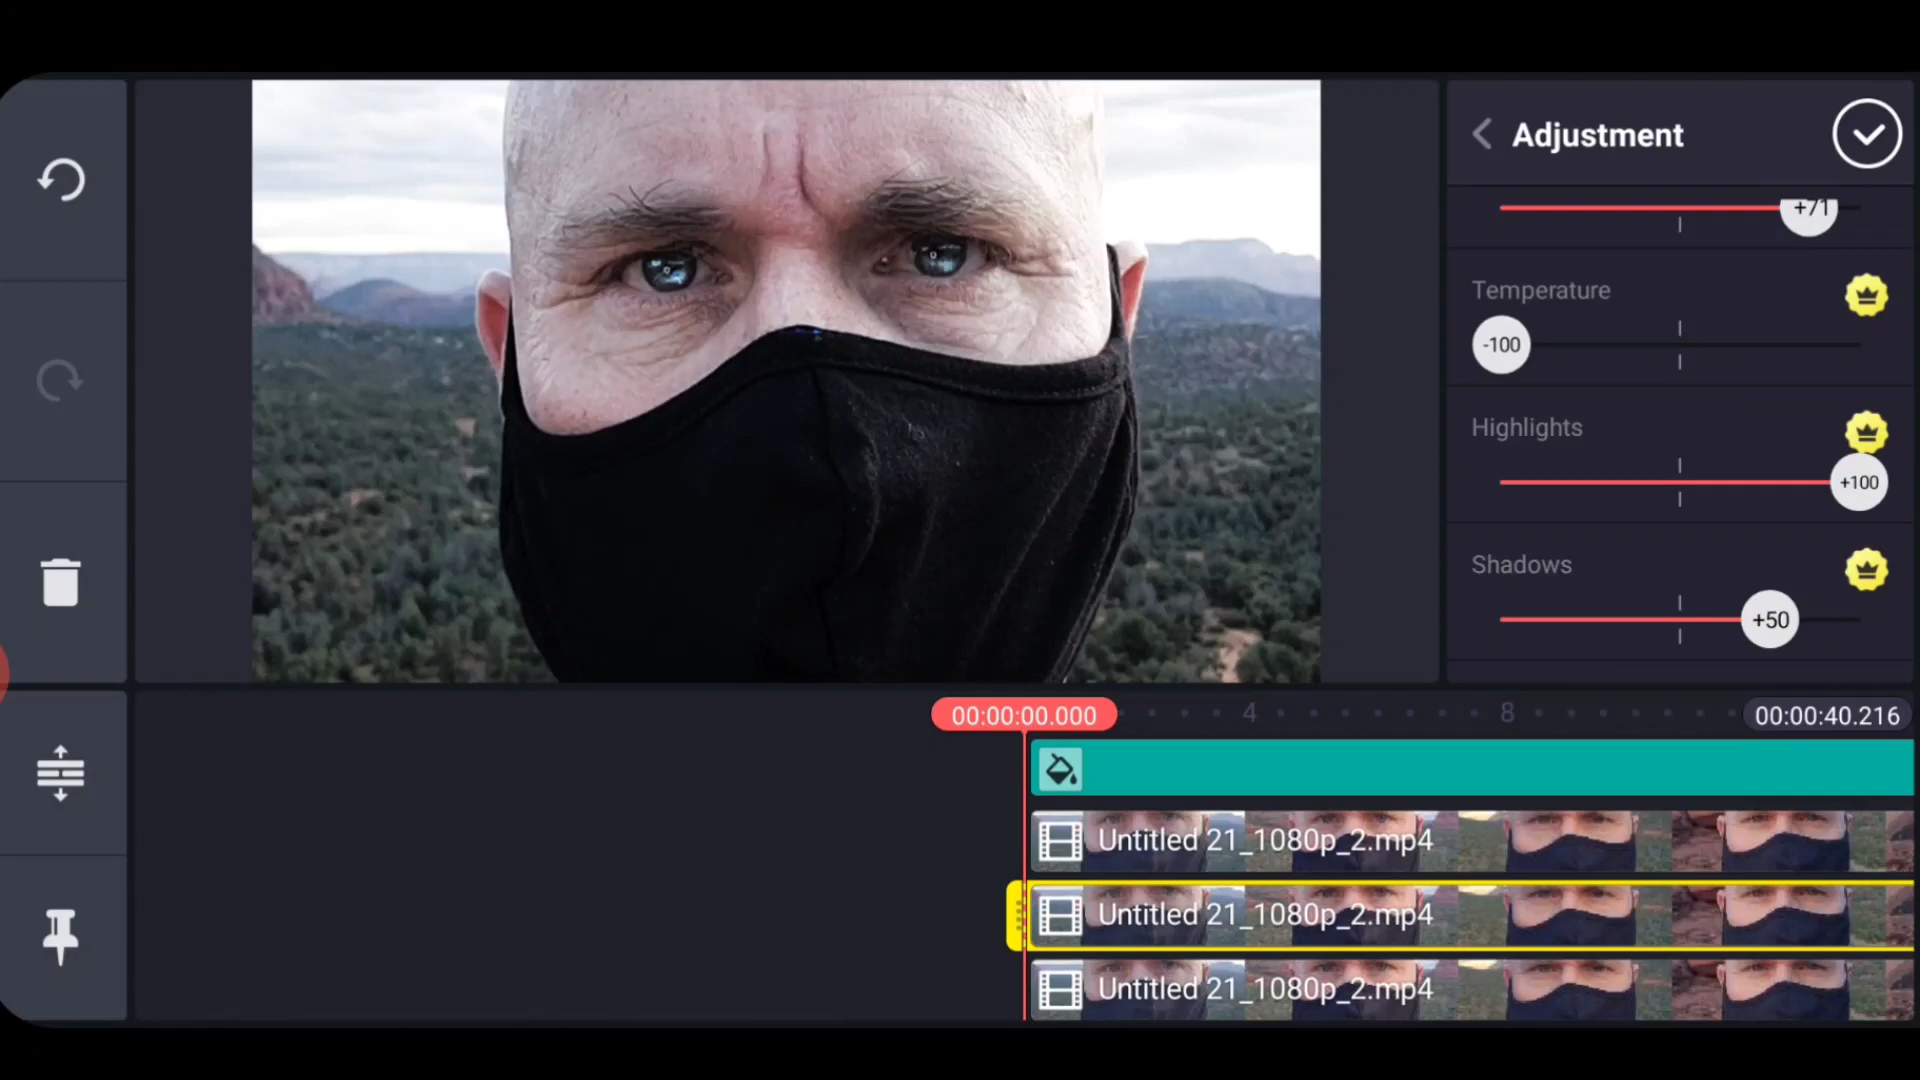 Adjustment
+71
Temperature
-100
Highlights
+100
Shadows
+50
00:00:00.000
4
8
00:00:40.216
Untitled 21_1080p_2.mp4
Untitled 21_1080p_2.mp4
Untitled 21_1080p_2.mp4